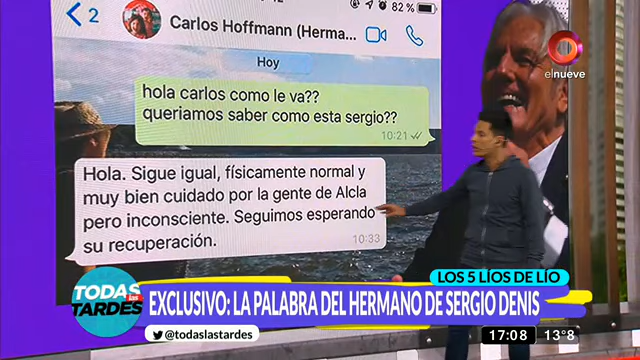 2
82 %
Carlos Hoffmann (Herma...
Hoy
hola carlos como le va??
queriamos saber como esta sergio??
10:21
Hola. Sigue igual, físicamente normal y
muy bien cuidado por la gente de Alcla
pero inconsciente. Seguimos esperando
su recuperación.
10:33
elnueve
LOS 5 LÍOS DE LÍO
TODAS
las
TARDES
EXCLUSIVO: LA PALABRA DEL HERMANO DE SERGIO DENIS
@todaslastardes
17:08
13°8